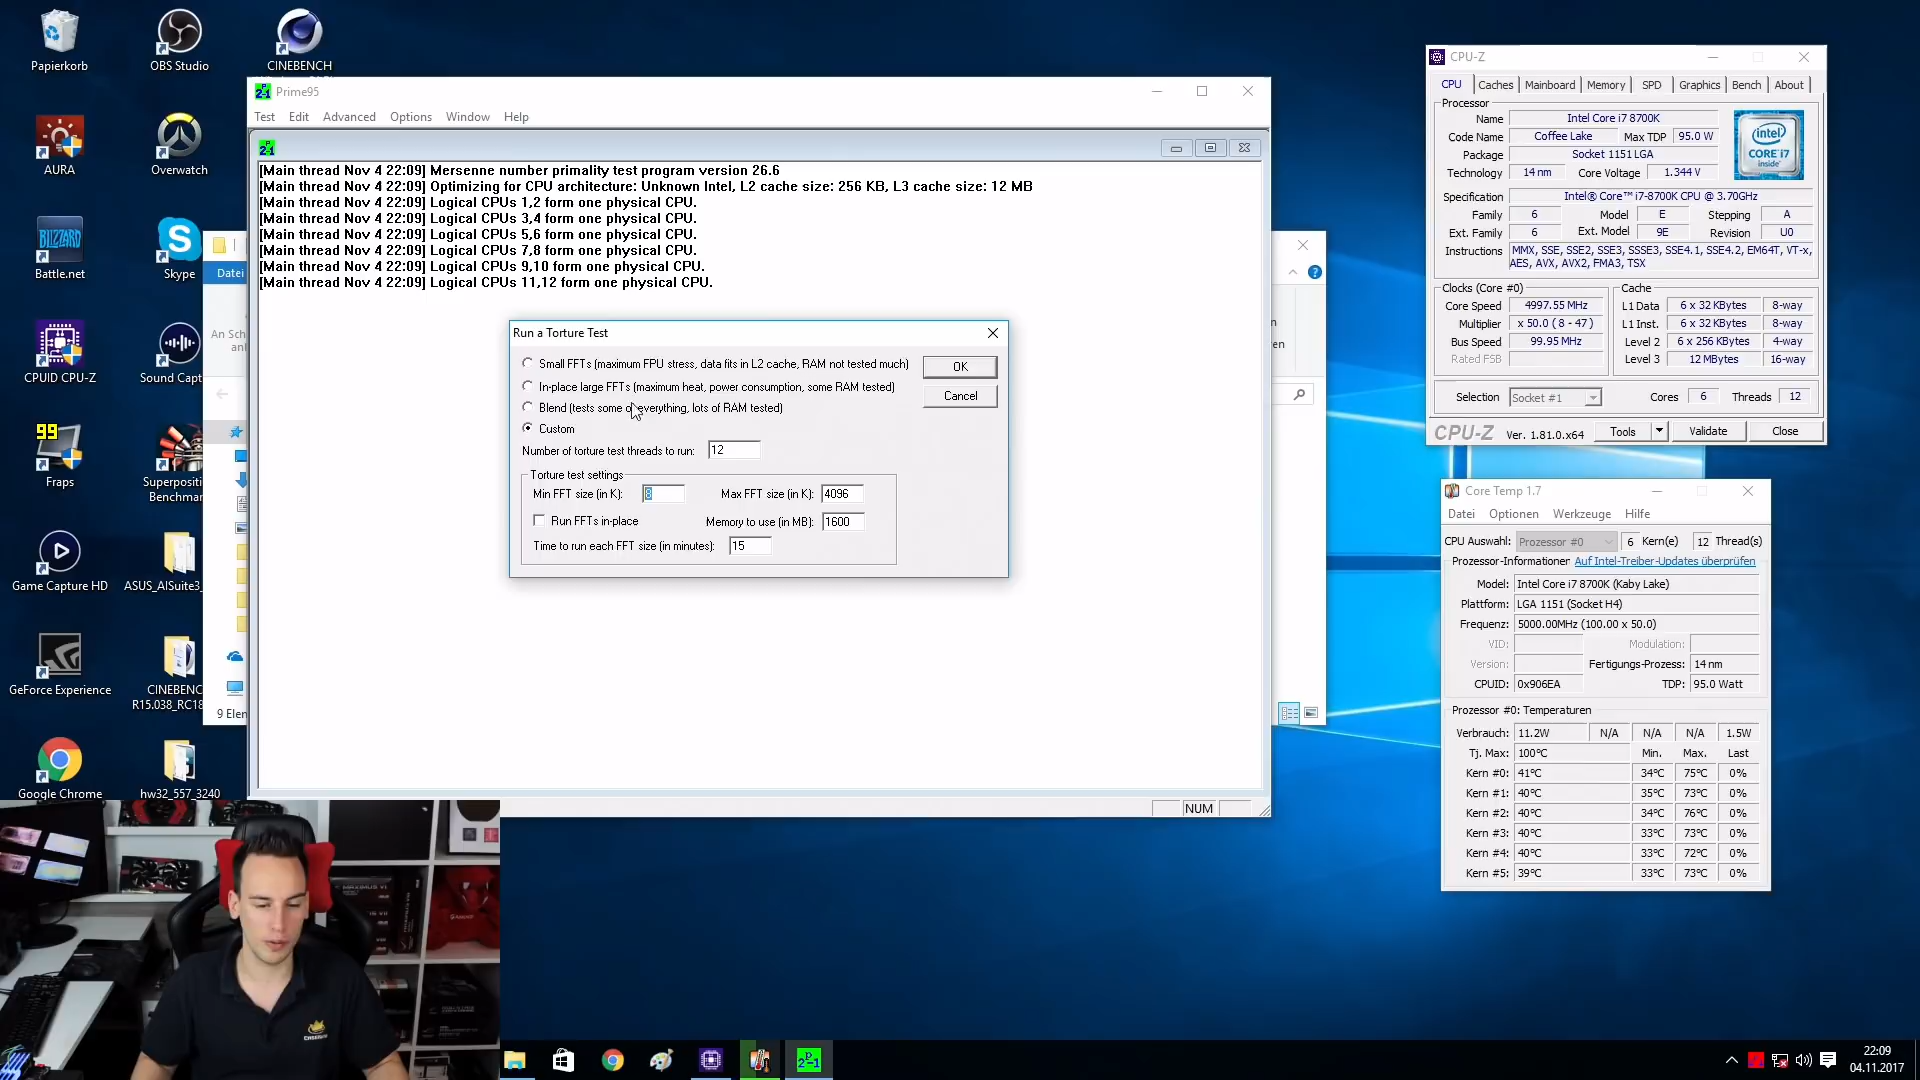 Papierkorb
OBS Studio
CINEBENCH
AURA
Overwatch
Battle.net
Skype
CPUID CPU-Z
Sound Capt
99
Fraps
Superposition
Benchmark
Game Capture HD
ASUS_AISuite3_
GeForce Experience
CINEBENC
R15.038_RC18
Google Chrome
hw32_557_3240
Datei
An Sch
9 Elen
Prime95
Test Edit Advanced Options Window Help
[Main thread Nov 4 22:09] Mersenne number primality test program version 26.6
[Main thread Nov 4 22:09] Optimizing for CPU architecture: Unknown Intel, L2 cache size: 256 KB, L3 cache size: 12 MB
[Main thread Nov 4 22:09] Logical CPUs 1,2 form one physical CPU.
[Main thread Nov 4 22:09] Logical CPUs 3,4 form one physical CPU.
[Main thread Nov 4 22:09] Logical CPUs 5,6 form one physical CPU.
[Main thread Nov 4 22:09] Logical CPUs 7,8 form one physical CPU.
[Main thread Nov 4 22:09] Logical CPUs 9,10 form one physical CPU.
[Main thread Nov 4 22:09] Logical CPUs 11,12 form one physical CPU.
Run a Torture Test
Small FFTs (maximum FPU stress, data fits in L2 cache, RAM not tested much)
OK
In-place large FFTs (maximum heat, power consumption, some RAM tested)
Cancel
Blend (tests some of everything, lots of RAM tested)
Custom
Number of torture test threads to run: 12
Torture test settings
Min FFT size (in K): 8 Max FFT size (in K): 4096
Run FFTs in-place Memory to use (in MB): 1600
Time to run each FFT size (in minutes): 15
NUM
CPU-Z
CPU Caches Mainboard Memory SPD Graphics Bench About
Processor
Name Intel Core i7 8700K
Code Name Coffee Lake Max TDP 95.0 W
Package Socket 1151 LGA
Technology 14 nm Core Voltage 1.344 V
intel
CORE i7
inside
Specification Intel® Core™ i7-8700K CPU @ 3.70GHz
Family 6 Model E Stepping A
Ext. Family 6 Ext. Model 9E Revision U0
Instructions MMX, SSE, SSE2, SSE3, SSSE3, SSE4.1, SSE4.2, EM64T, VT-x,
AES, AVX, AVX2, FMA3, TSX
Clocks (Core #0)
Core Speed 4997.55 MHz
Multiplier x 50.0 ( 8 - 47 )
Bus Speed 99.95 MHz
Rated FSB
Cache
L1 Data 6 x 32 KBytes 8-way
L1 Inst. 6 x 32 KBytes 8-way
Level 2 6 x 256 KBytes 4-way
Level 3 12 MBytes 16-way
Selection Socket #1 Cores 6 Threads 12
CPU-Z Ver. 1.81.0.x64 Tools Validate Close
Core Temp 1.7
Datei Optionen Werkzeuge Hilfe
CPU Auswahl: Prozessor #0 6 Kern(e) 12 Thread(s)
Prozessor-Informationen Auf Intel-Treiber-Updates überprüfen
Model: Intel Core i7 8700K (Kaby Lake)
Plattform: LGA 1151 (Socket H4)
Frequenz: 5000.00MHz (100.00 x 50.0)
VID: Modulation:
Version: Fertigungs-Prozess: 14 nm
CPUID: 0x906EA TDP: 95.0 Watt
Prozessor #0: Temperaturen
Verbrauch: 11.2W N/A N/A N/A 1.5W
Tj. Max: 100°C Min. Max. Last
Kern #0: 41°C 34°C 75°C 0%
Kern #1: 40°C 35°C 73°C 0%
Kern #2: 40°C 34°C 76°C 0%
Kern #3: 40°C 33°C 73°C 0%
Kern #4: 40°C 33°C 72°C 0%
Kern #5: 39°C 33°C 73°C 0%
22:09
04.11.2017